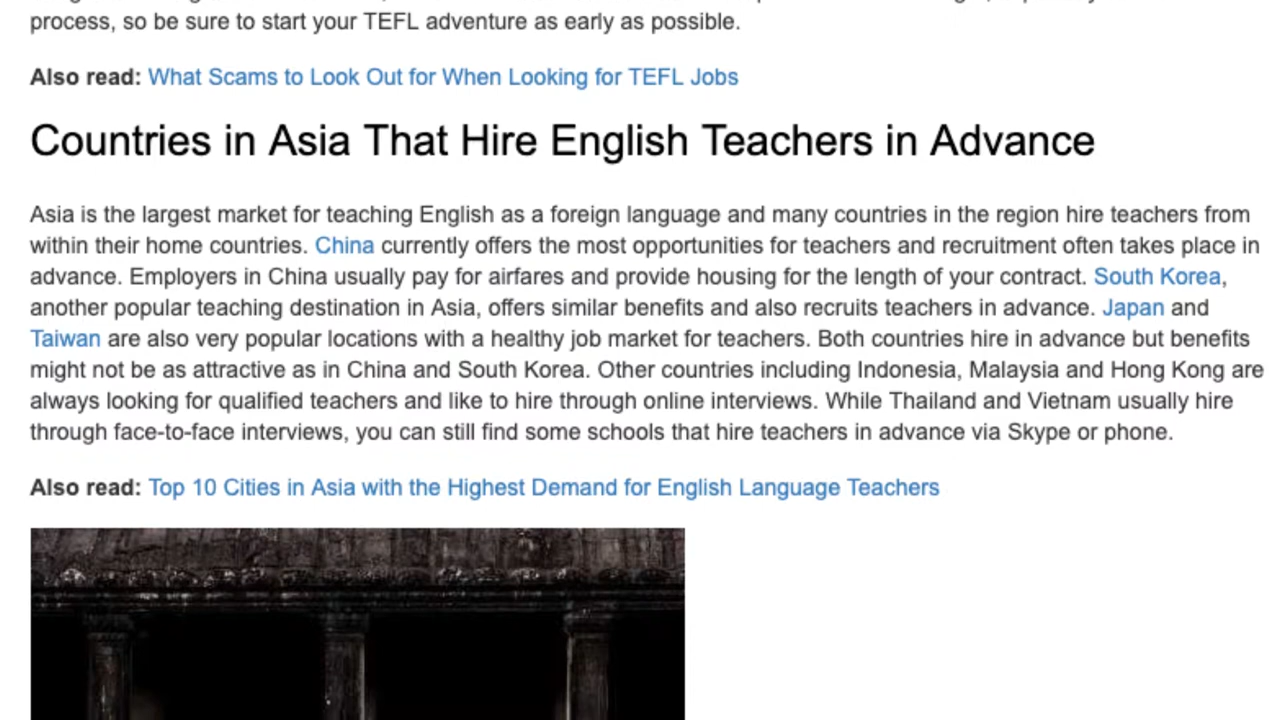 process, so be sure to start your TEFL adventure as early as possible.
Also read: What Scams to Look Out for When Looking for TEFL Jobs
Countries in Asia That Hire English Teachers in Advance
Asia is the largest market for teaching English as a foreign language and many countries in the region hire teachers from
within their home countries. China currently offers the most opportunities for teachers and recruitment often takes place in
advance. Employers in China usually pay for airfares and provide housing for the length of your contract. South Korea,
another popular teaching destination in Asia, offers similar benefits and also recruits teachers in advance. Japan and
Taiwan are also very popular locations with a healthy job market for teachers. Both countries hire in advance but benefits
might not be as attractive as in China and South Korea. Other countries including Indonesia, Malaysia and Hong Kong are
always looking for qualified teachers and like to hire through online interviews. While Thailand and Vietnam usually hire
through face-to-face interviews, you can still find some schools that hire teachers in advance via Skype or phone.
Also read: Top 10 Cities in Asia with the Highest Demand for English Language Teachers